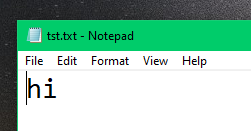 tst.txt - Notepad
File Edit Format View Help
hi